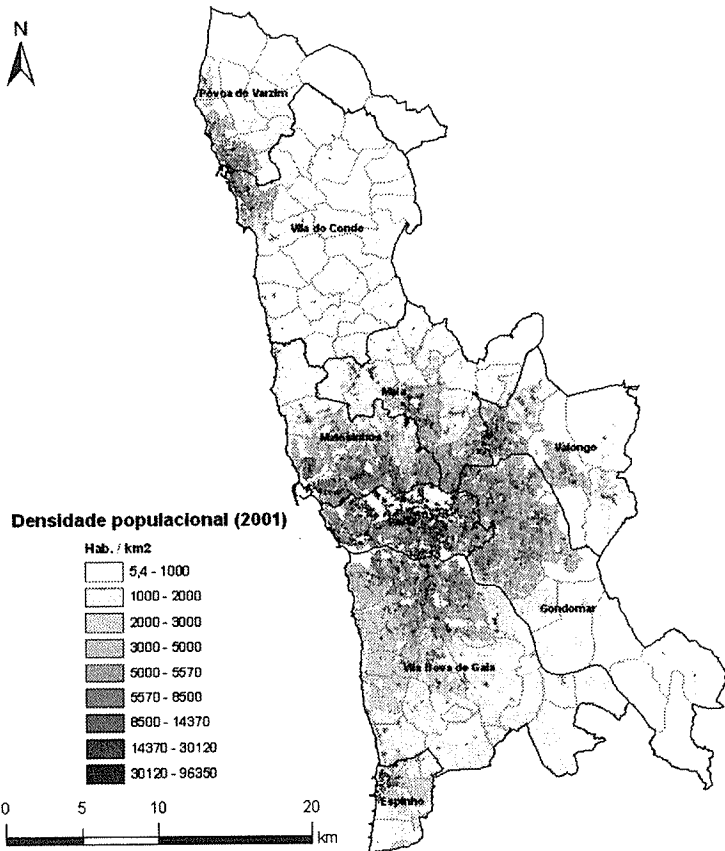 N
Póvoa de Varzim
Vila do Conde
Maia
Matosinhos
Valongo
Densidade populacional (2001)
Hab. / km2
5,4 - 1000
1000 - 2000
2000 - 3000
3000 - 5000
5000 - 5570
5570 - 8500
8500 - 14370
14370 - 30120
30120 - 96350
Gondomar
Vila Nova de Gaia
Espinho
0 5 10 20
km